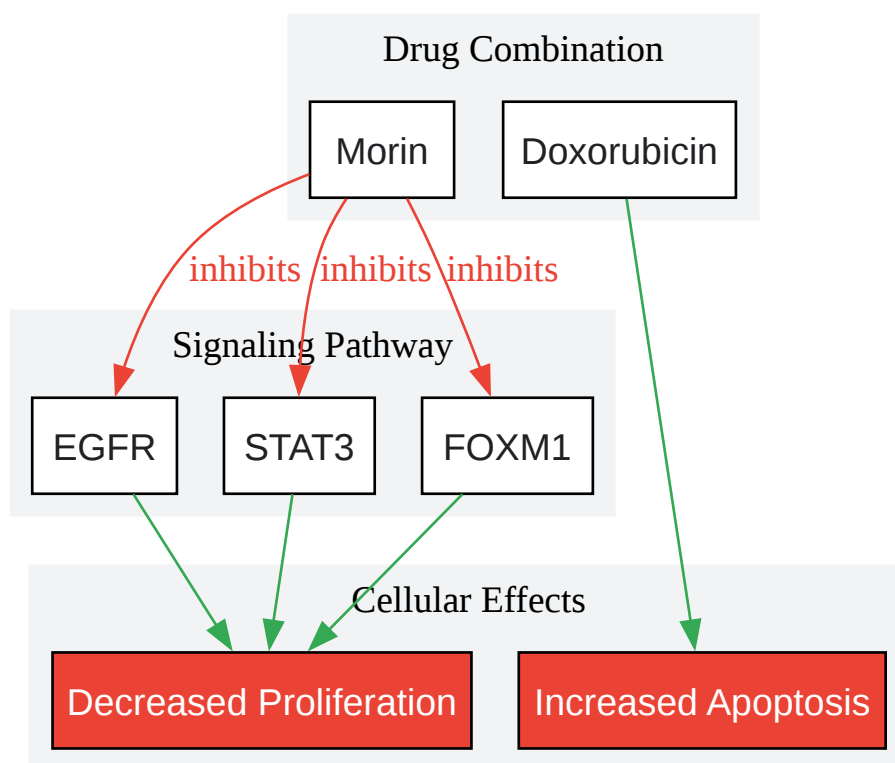 Drug Combination
Morin
Doxorubicin
inhibits
inhibits
inhibits
Signaling Pathway
EGFR
STAT3
FOXM1
Cellular Effects
Decreased Proliferation
Increased Apoptosis